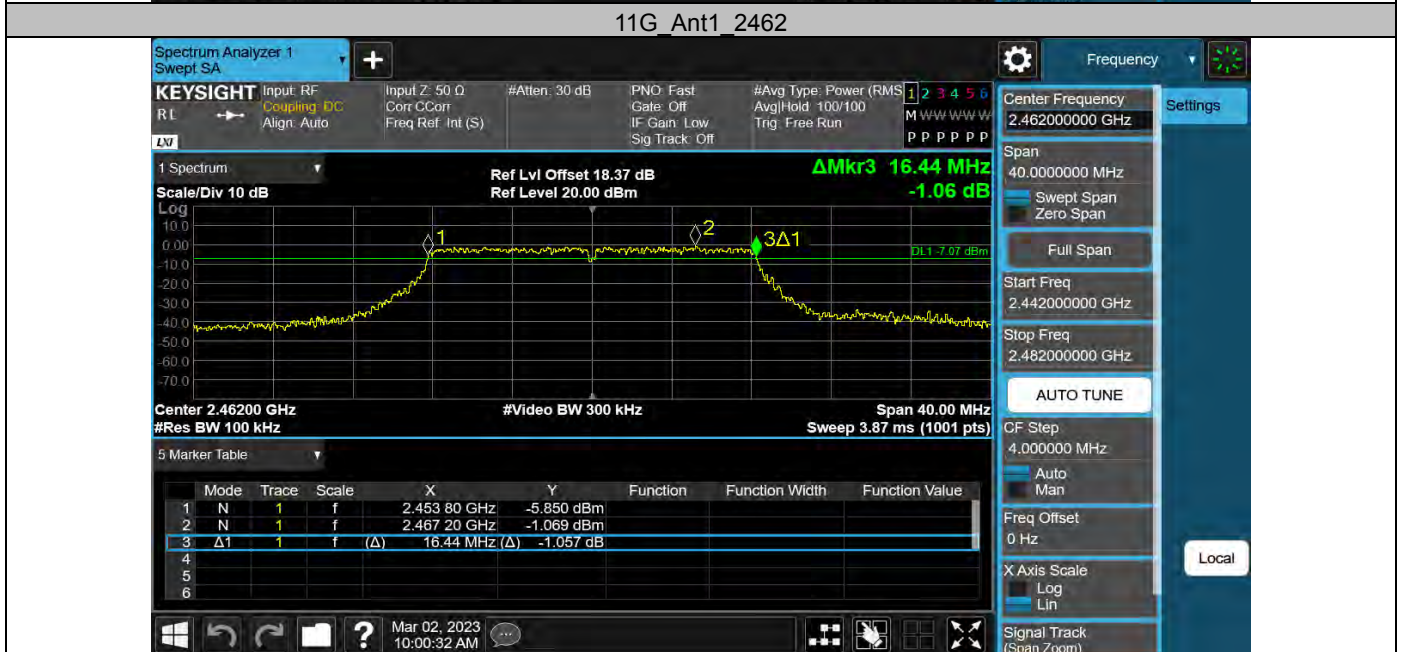 11G_Ant1_2462
Spectrum Analyzer 1
Swept SA
+
Frequency
KEYSIGHT
RL
LXI
Input: RF
Coupling: DC
Align: Auto
Input Z: 50 Ω
Corr CCorr
Freq Ref: Int (S)
#Atten: 30 dB
PNO: Fast
Gate: Off
IF Gain: Low
Sig Track: Off
#Avg Type: Power (RMS
Avg|Hold: 100/100
Trig: Free Run
1 2 3 4 5 6
M W W W W W
P P P P P P
Center Frequency
2.462000000 GHz
Settings
1 Spectrum
Scale/Div 10 dB
Ref Lvl Offset 18.37 dB
Ref Level 20.00 dBm
ΔMkr3 16.44 MHz
-1.06 dB
Span
40.0000000 MHz
Swept Span
Zero Span
Full Span
Log
10.0
0.00
-10.0
-20.0
-30.0
-40.0
-50.0
-60.0
-70.0
1
2
3Δ1
DL1 -7.07 dBm
Start Freq
2.442000000 GHz
Stop Freq
2.482000000 GHz
AUTO TUNE
Center 2.46200 GHz
#Res BW 100 kHz
#Video BW 300 kHz
Span 40.00 MHz
Sweep 3.87 ms (1001 pts)
CF Step
4.000000 MHz
Auto
Man
5 Marker Table
Mode Trace Scale X Y Function Function Width Function Value
1 N 1 f 2.453 80 GHz -5.850 dBm
2 N 1 f 2.467 20 GHz -1.069 dBm
3 Δ1 1 f (Δ) 16.44 MHz (Δ) -1.057 dB
4
5
6
Freq Offset
0 Hz
X Axis Scale
Log
Lin
Local
?
Mar 02, 2023
10:00:32 AM
Signal Track
(Span Zoom)